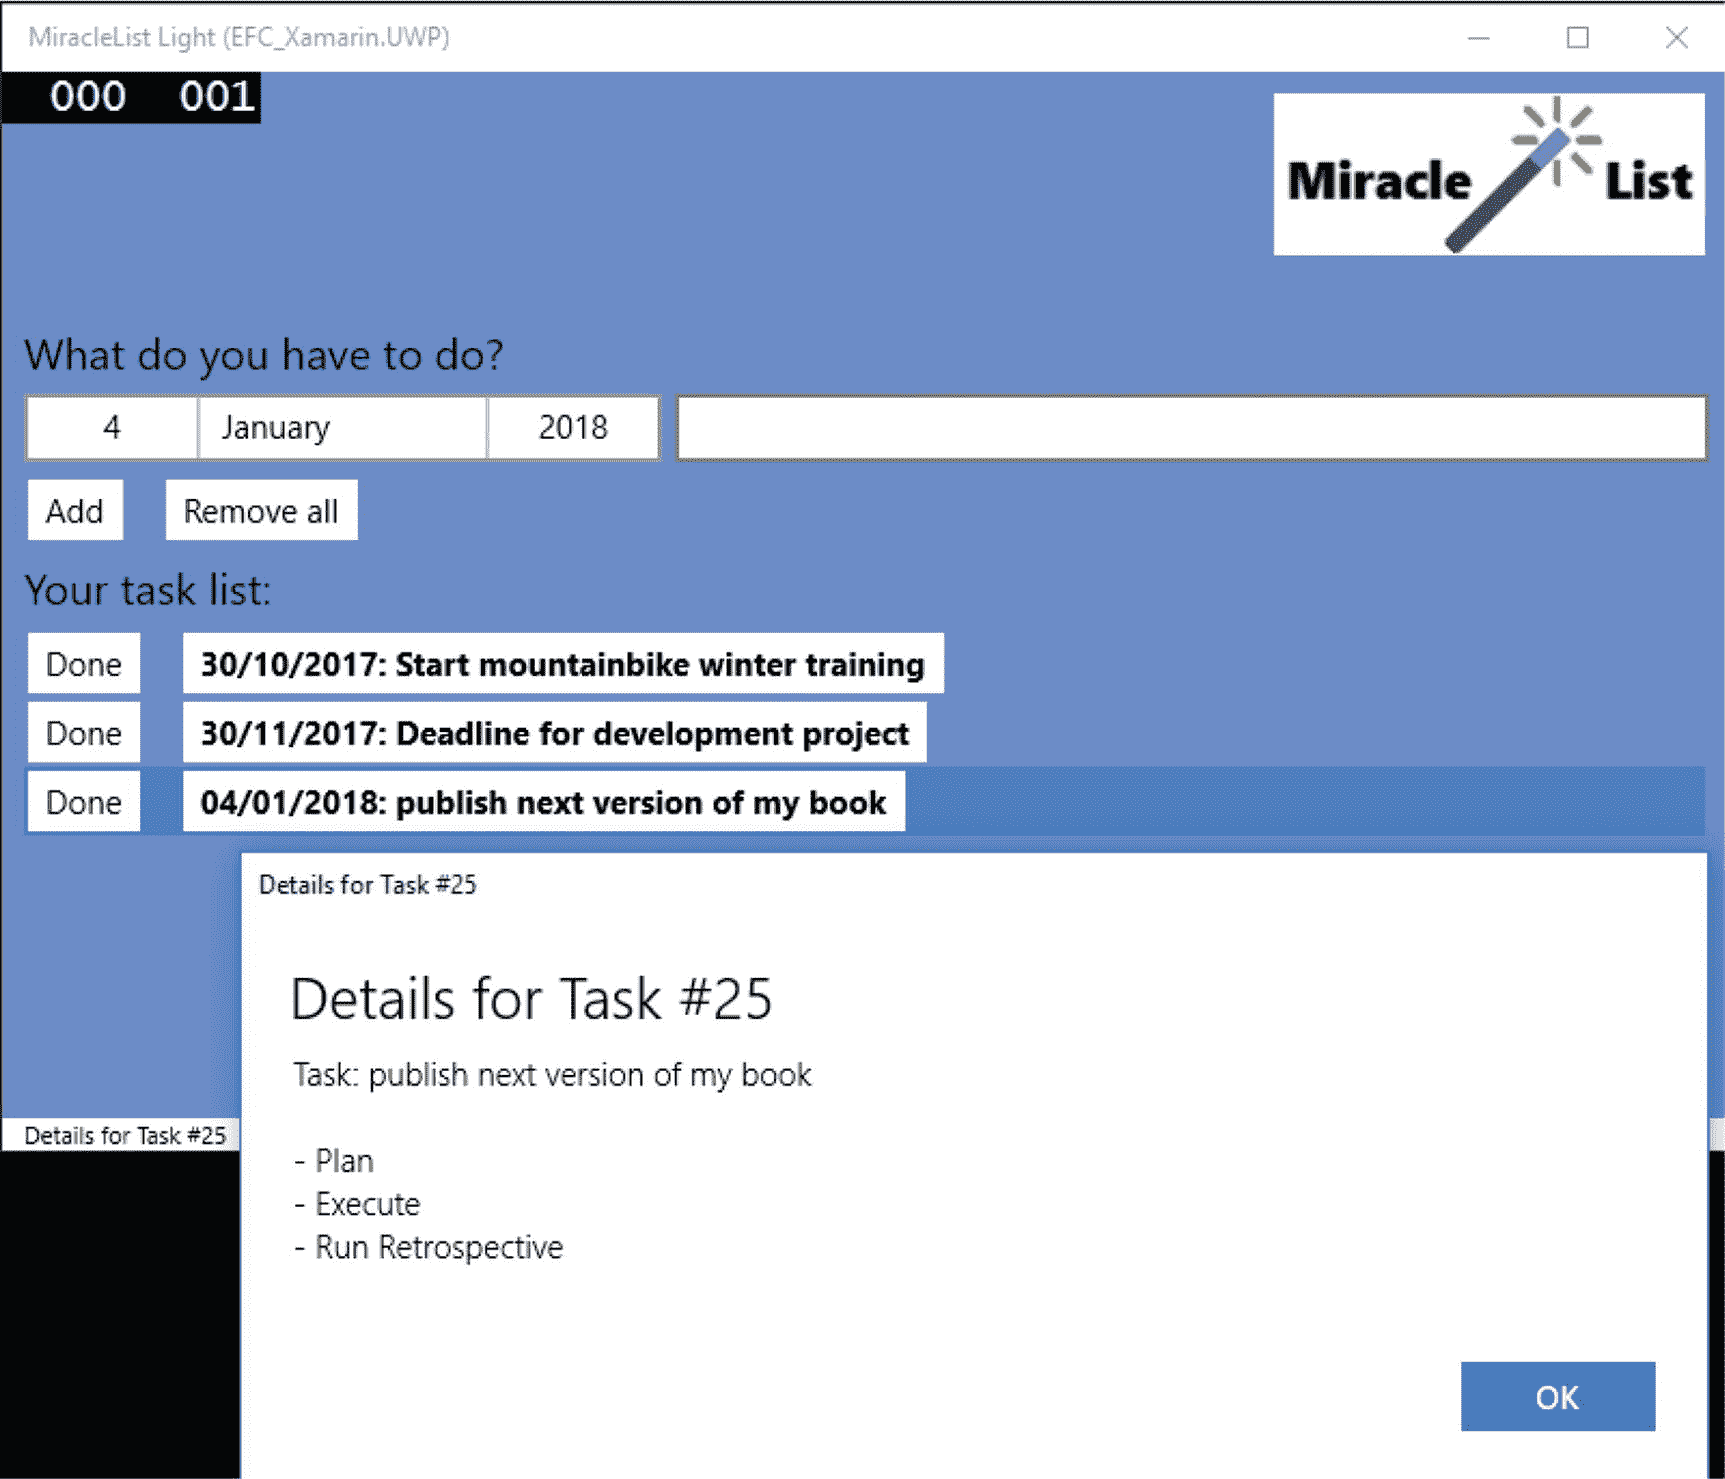 MiracleList Light (EFC_Xamarin.UWP)
000 001
Miracle List
What do you have to do?
4 January 2018
Add Remove all
Your task list:
Done 30/10/2017: Start mountainbike winter training
Done 30/11/2017: Deadline for development project
Done 04/01/2018: publish next version of my book
Details for Task #25
Details for Task #25
Task: publish next version of my book
Details for Task #25
- Plan
- Execute
- Run Retrospective
OK